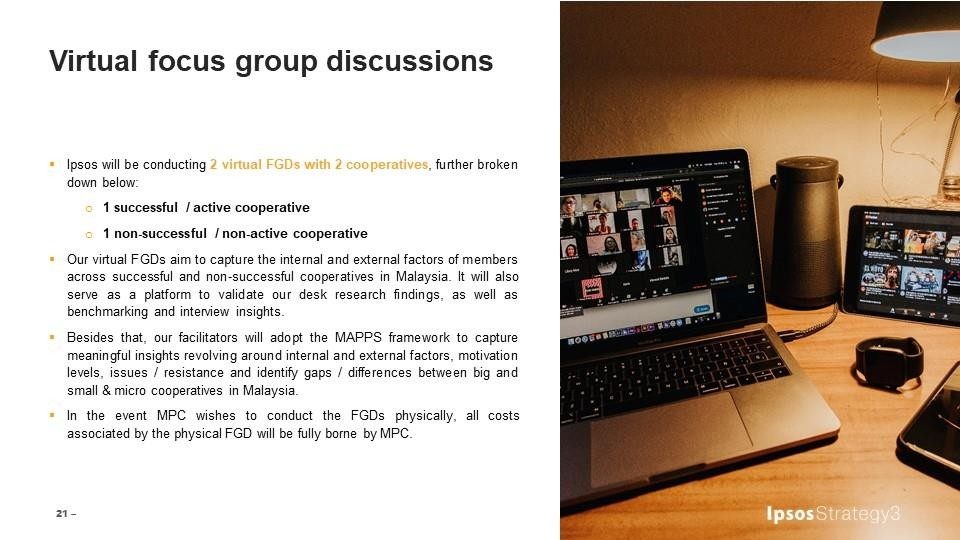 Virtual focus group discussions
▪ Ipsos will be conducting 2 virtual FGDs with 2 cooperatives, further broken
down below:
o 1 successful / active cooperative
o 1 non-successful / non-active cooperative
▪ Our virtual FGDs aim to capture the internal and external factors of members
across successful and non-successful cooperatives in Malaysia. It will also
serve as a platform to validate our desk research findings, as well as
benchmarking and interview insights.
▪ Besides that, our facilitators will adopt the MAPPS framework to capture
meaningful insights revolving around internal and external factors, motivation
levels, issues / resistance and identify gaps / differences between big and
small & micro cooperatives in Malaysia.
▪ In the event MPC wishes to conduct the FGDs physically, all costs
associated by the physical FGD will be fully borne by MPC.
21 –
IpsosStrategy3